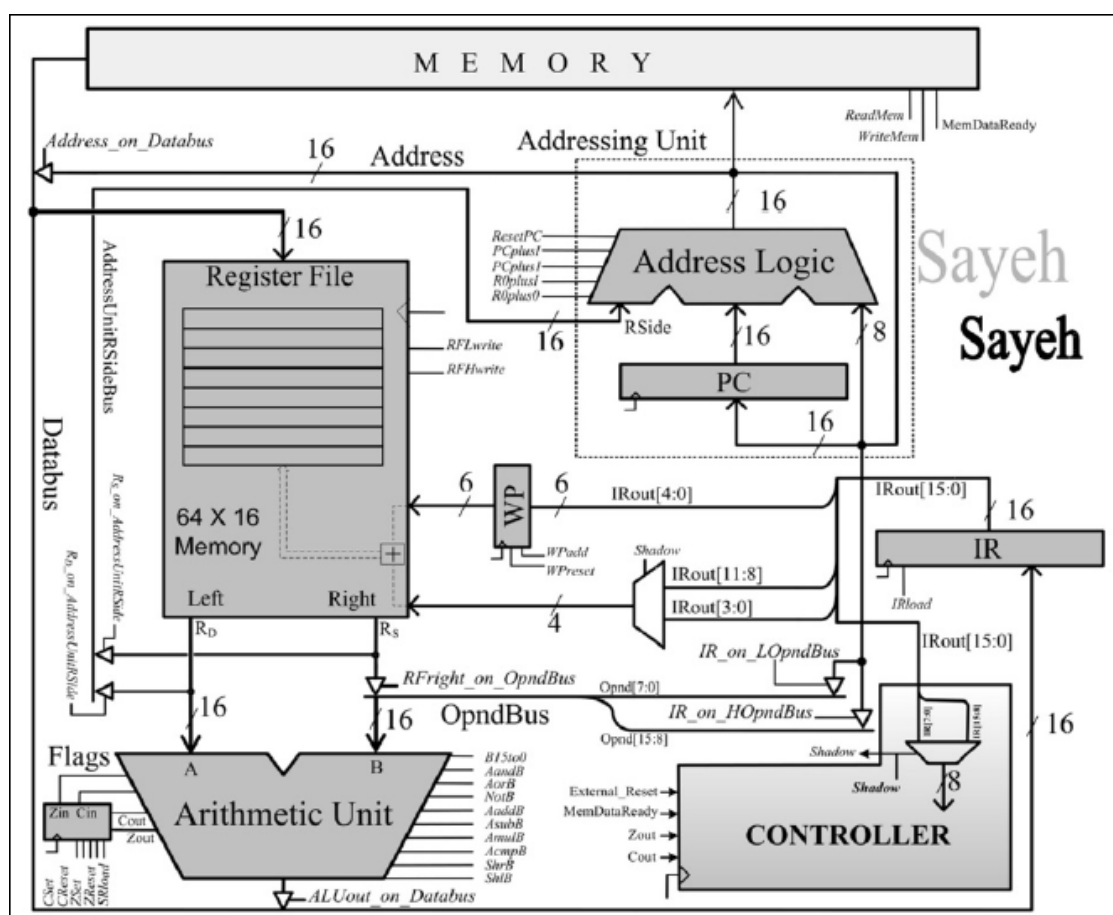 M E M O R Y
ReadMem
WriteMem
MemDataReady
Address_on_Databus
16
Address
Addressing Unit
16
16
ResetPC
PCplusI
PCplus1
R0plusI
R0plus0
Address Logic
Sayeh
Sayeh
Register File
AddressUnitRSideBus
16
RSide
16
8
RFLwrite
RFHwrite
PC
16
Databus
6
WP
6
IRout[4:0]
IRout[15:0]
16
64 X 16
Memory
WPadd
WPreset
Shadow
IR
IRout[11:8]
IRout[3:0]
IRload
Left
Right
4
RD
RS
RS_on_AddressUnitRSide
RD_on_AddressUnitRSide
IRout[15:0]
IR_on_LOpndBus
RFright_on_OpndBus
Opnd[7:0]
16
16
OpndBus
IR_on_HOpndBus
Opnd[15:8]
16
Flags
A
B
B15to0
AandB
AorB
NotB
AaddB
AsubB
AmulB
AcmpB
ShrB
ShlB
Shadow
Shadow
8
Zin Cin
Cout
Zout
Arithmetic Unit
External_Reset
MemDataReady
Zout
Cout
CONTROLLER
CSet
CReset
ZSet
ZReset
SRload
ALUout_on_Databus